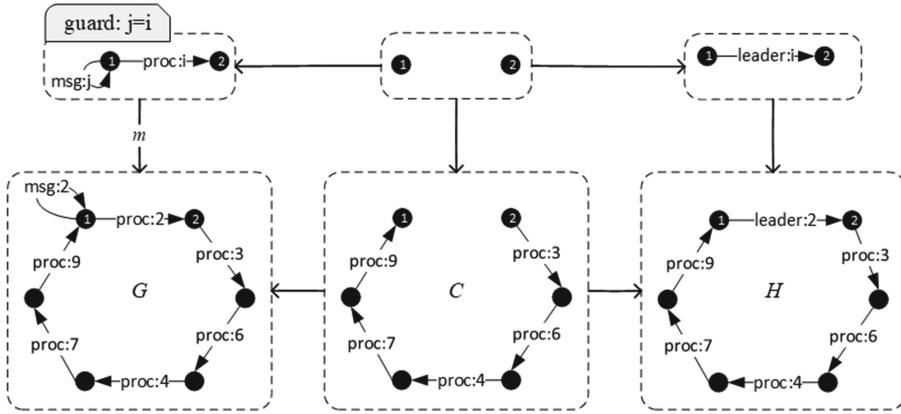 guard: j=i
1 proc:i 2
msg:j
1 2
1 leader:i 2
m
msg:2
1 proc:2 2
proc:9 proc:3
G
proc:7 proc:6
proc:4
1 2
proc:9 proc:3
C
proc:7 proc:6
proc:4
1 leader:2 2
proc:9 proc:3
H
proc:7 proc:6
proc:4